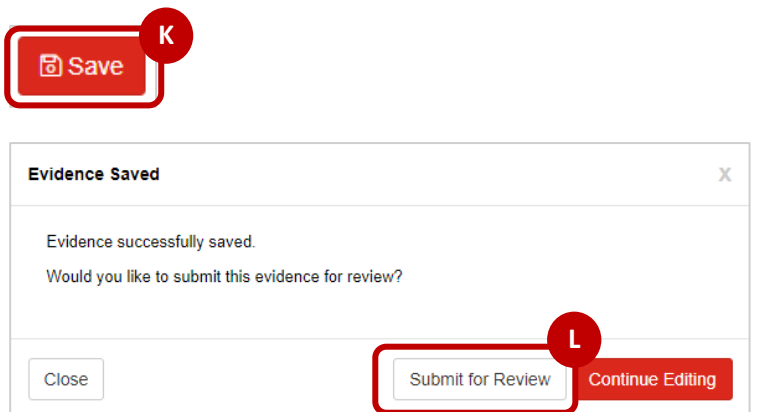 K
Save
Evidence Saved
X
Evidence successfully saved.
Would you like to submit this evidence for review?
L
Close
Submit for Review
Continue Editing